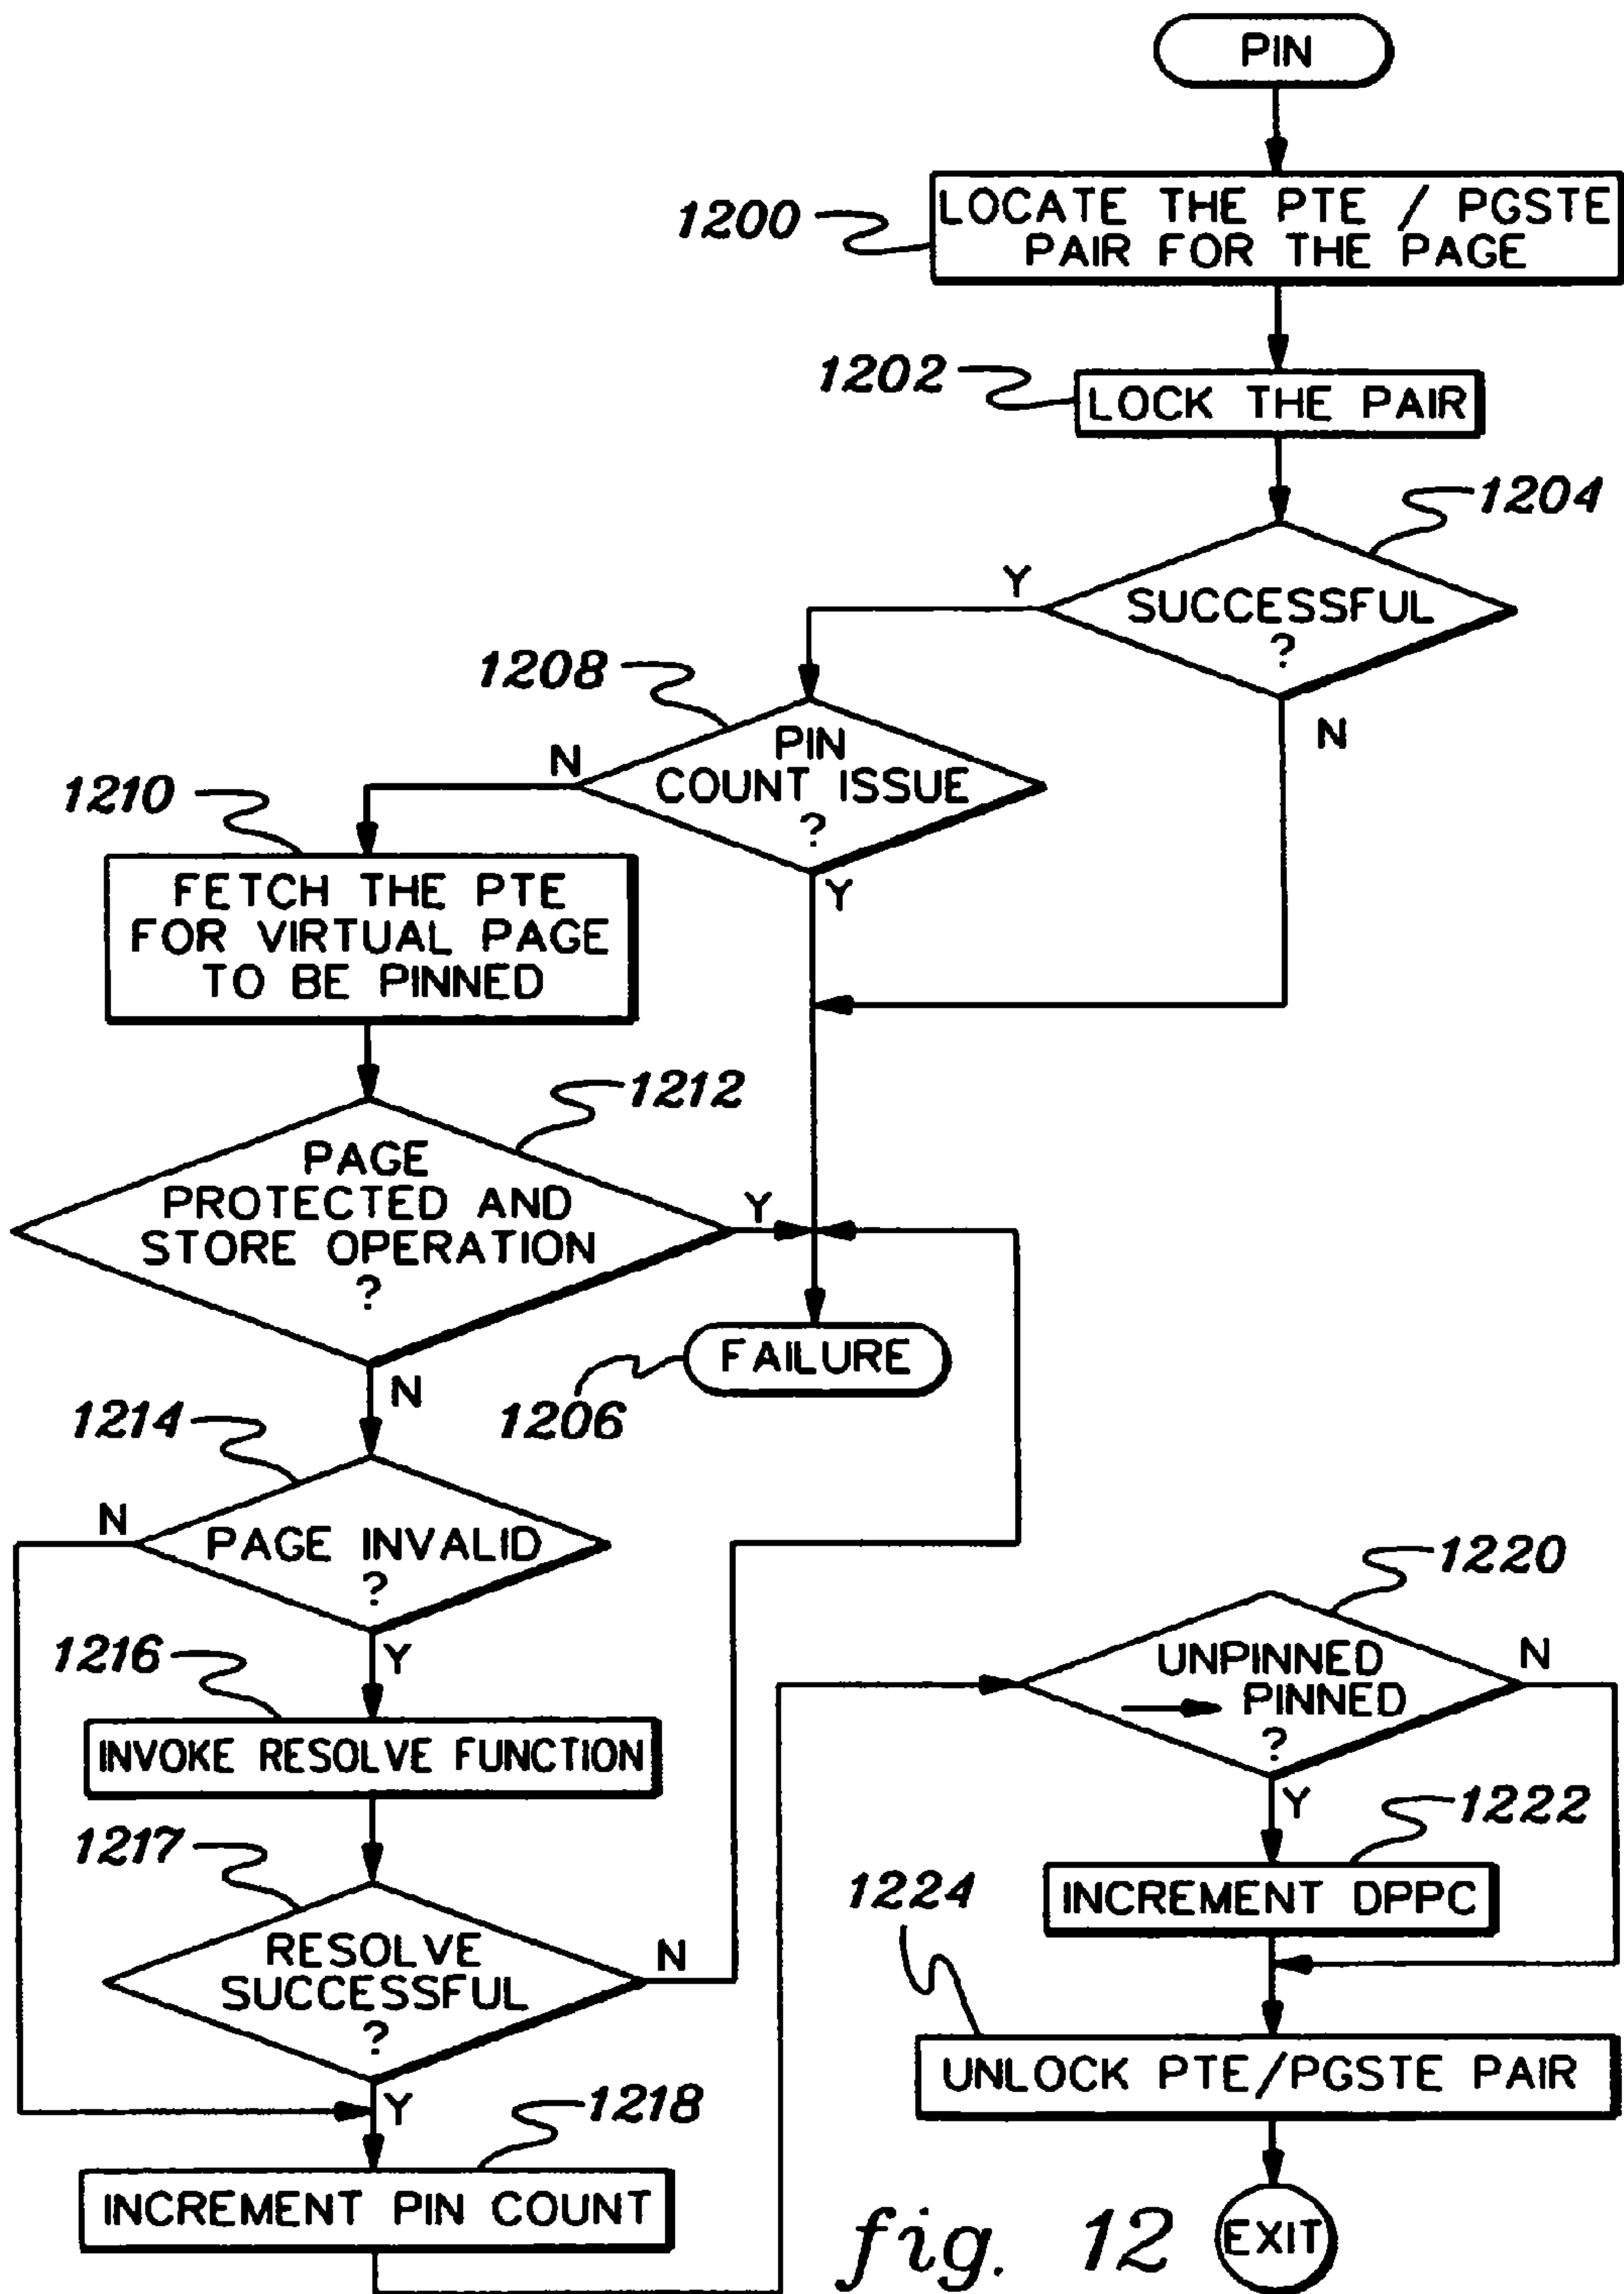 PIN
1200
LOCATE THE PTE / PGSTE
PAIR FOR THE PAGE
1202
LOCK THE PAIR
1204
SUCCESSFUL
?
Y
N
1208
PIN
COUNT ISSUE
?
N
Y
1210
FETCH THE PTE
FOR VIRTUAL PAGE
TO BE PINNED
1212
PAGE
PROTECTED AND
STORE OPERATION
?
Y
N
FAILURE
1206
1214
PAGE INVALID
?
N
Y
1216
INVOKE RESOLVE FUNCTION
1217
RESOLVE
SUCCESSFUL
?
N
Y
1218
INCREMENT PIN COUNT
1220
UNPINNED
→ PINNED
?
N
Y
1222
INCREMENT DPPC
1224
UNLOCK PTE/PGSTE PAIR
EXIT
fig. 12